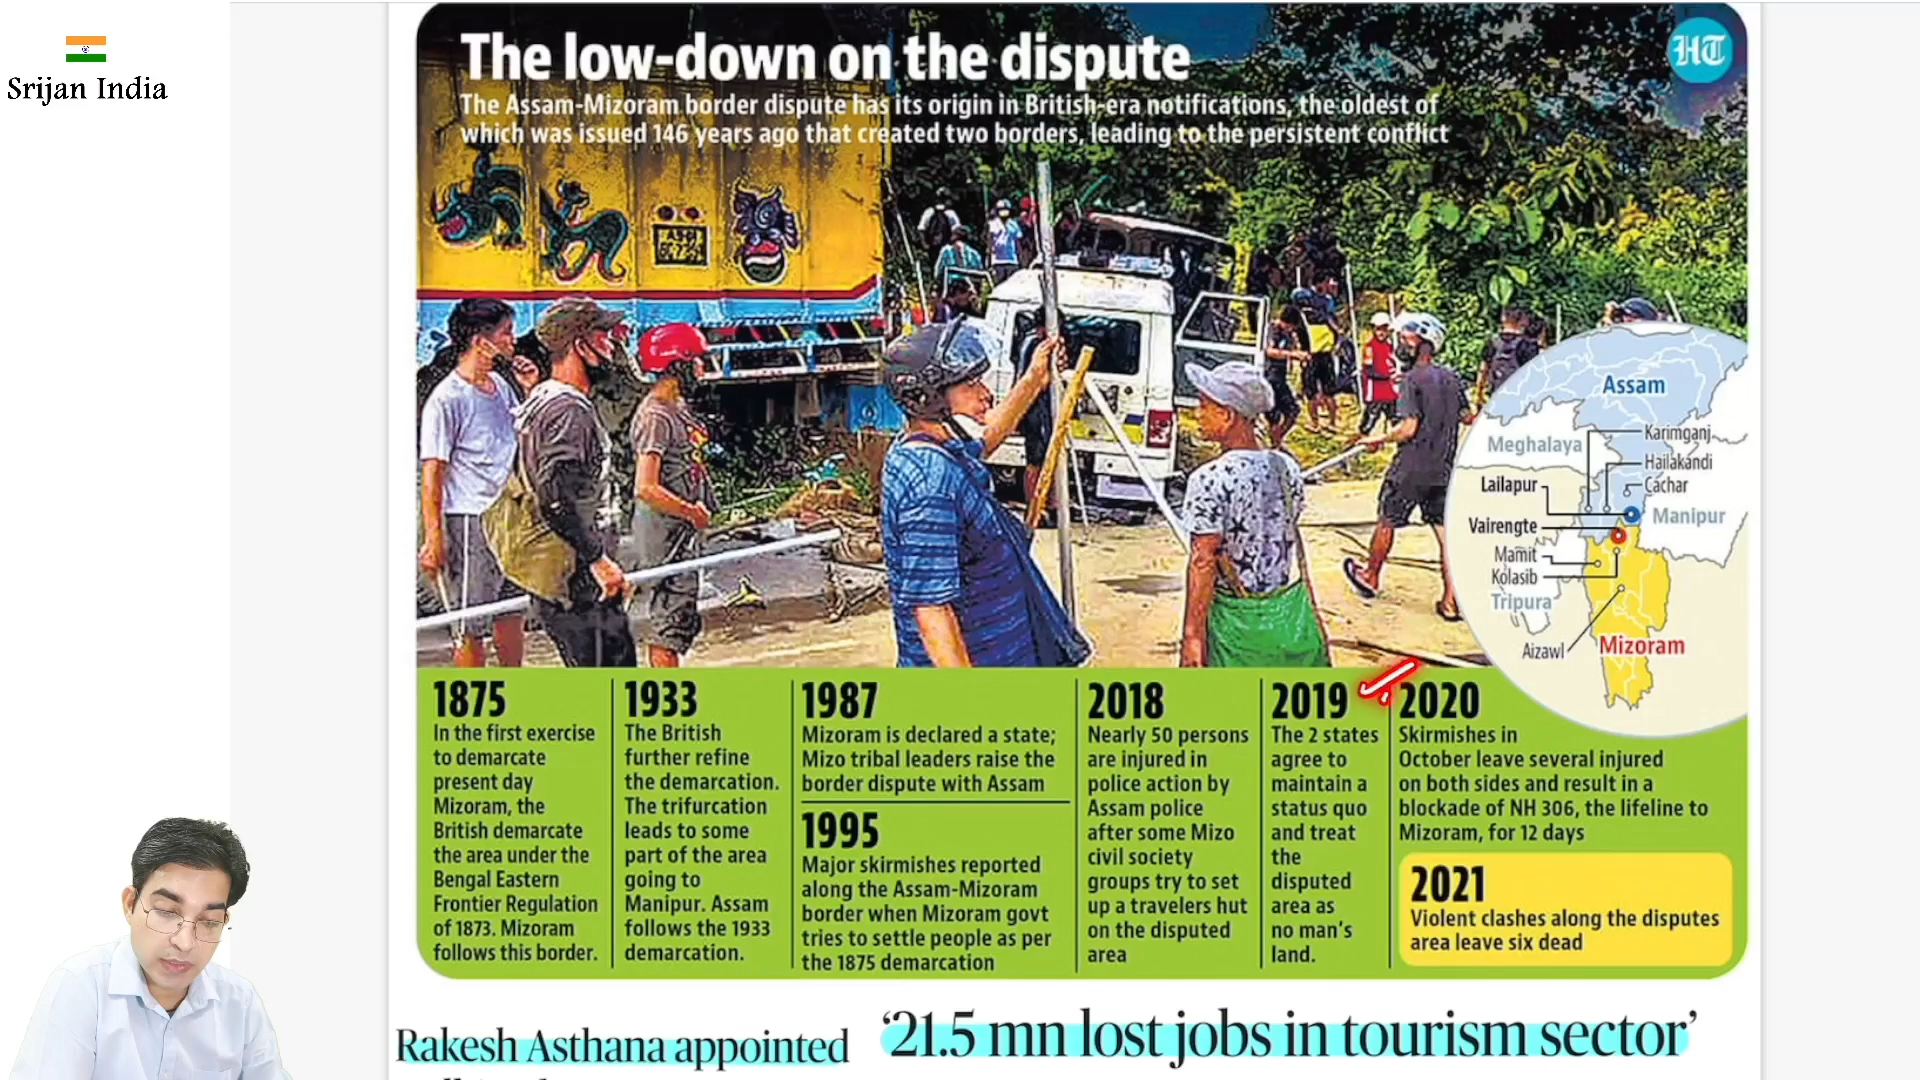 Srijan India
The low-down on the dispute
HT
The Assam-Mizoram border dispute has its origin in British-era notifications, the oldest of
which was issued 146 years ago that created two borders, leading to the persistent conflict
Assam
Meghalaya
Karimganj
Hailakandi
Cachar
Lailapur
Manipur
Vairengte
Mamit
Kolasib
Tripura
Aizawl
Mizoram
1875
In the first exercise
to demarcate
present day
Mizoram, the
British demarcate
the area under the
Bengal Eastern
Frontier Regulation
of 1873. Mizoram
follows this border.
1933
The British
further refine
the demarcation.
The trifurcation
leads to some
part of the area
going to
Manipur. Assam
follows the 1933
demarcation.
1987
Mizoram is declared a state;
Mizo tribal leaders raise the
border dispute with Assam
1995
Major skirmishes reported
along the Assam-Mizoram
border when Mizoram govt
tries to settle people as per
the 1875 demarcation
2018
Nearly 50 persons
are injured in
police action by
Assam police
after some Mizo
civil society
groups try to set
up a travelers hut
on the disputed
area
2019
The 2 states
agree to
maintain a
status quo
and treat
the
disputed
area as
no man's
land.
2020
Skirmishes in
October leave several injured
on both sides and result in a
blockade of NH 306, the lifeline to
Mizoram, for 12 days
2021
Violent clashes along the disputes
area leave six dead
Rakesh Asthana appointed
‘21.5 mn lost jobs in tourism sector’